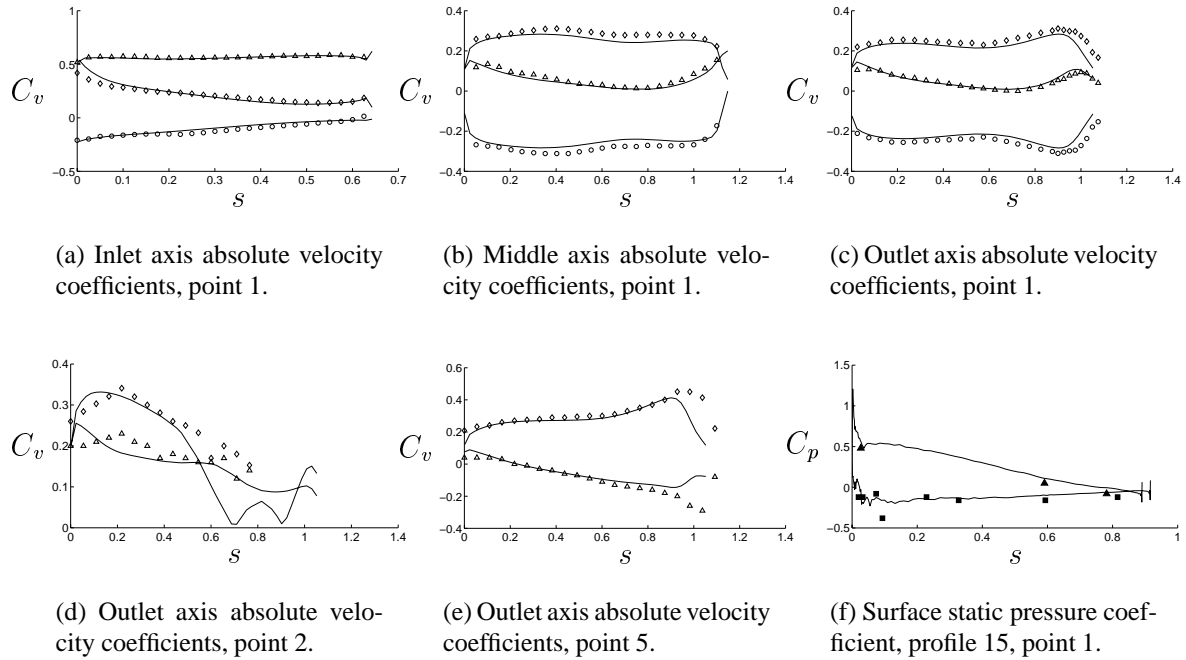 1
0.5
0
−0.5
C_v
0 0.1 0.2 0.3 0.4 0.5 0.6 0.7
s
(a) Inlet axis absolute velocity
coefficients, point 1.
0.4
0.2
0
−0.2
−0.4
C_v
0 0.2 0.4 0.6 0.8 1 1.2 1.4
s
(b) Middle axis absolute velo-
city coefficients, point 1.
0.4
0.2
0
−0.2
−0.4
C_v
0 0.2 0.4 0.6 0.8 1 1.2 1.4
s
(c) Outlet axis absolute velocity
coefficients, point 1.
0.4
0.3
0.2
0.1
0
C_v
0 0.2 0.4 0.6 0.8 1 1.2 1.4
s
(d) Outlet axis absolute velo-
city coefficients, point 2.
0.6
0.4
0.2
0
−0.2
−0.4
C_v
0 0.2 0.4 0.6 0.8 1 1.2 1.4
s
(e) Outlet axis absolute velocity
coefficients, point 5.
1.5
1
0.5
0
−0.5
C_p
0 0.2 0.4 0.6 0.8 1
s
(f) Surface static pressure coef-
ficient, profile 15, point 1.